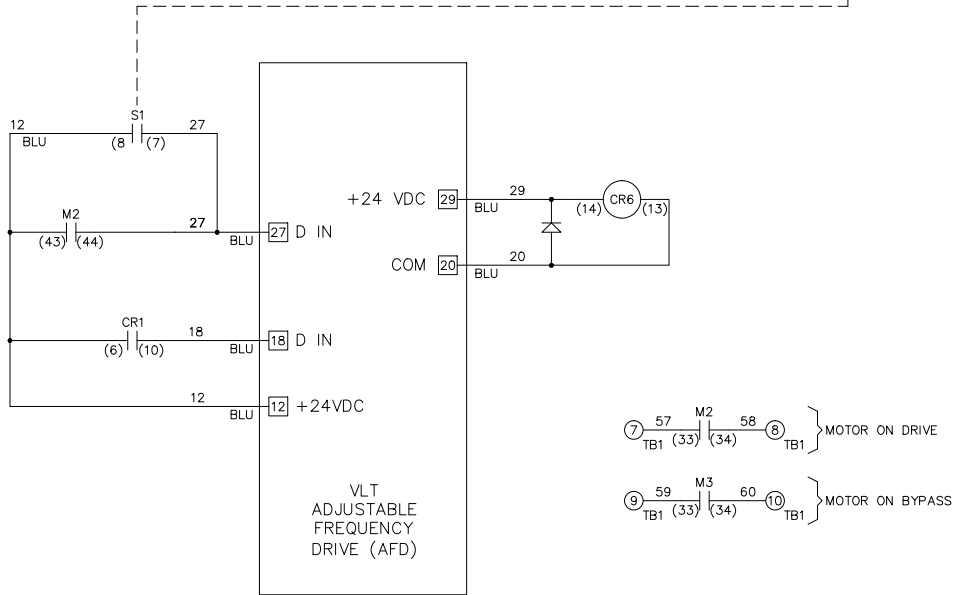 S1
12 27
BLU (8 (7)
+24 VDC 29 29 CR6
BLU (14) (13)
M2
27 27 D IN
(43) (44) BLU
COM 20 20
BLU
CR1
18 18 D IN
(6) (10) BLU
12 12 +24VDC
BLU
M2
7 57 58 8 MOTOR ON DRIVE
TB1 (33) (34) TB1
M3
9 59 60 10 MOTOR ON BYPASS
TB1 (33) (34) TB1
VLT
ADJUSTABLE
FREQUENCY
DRIVE (AFD)